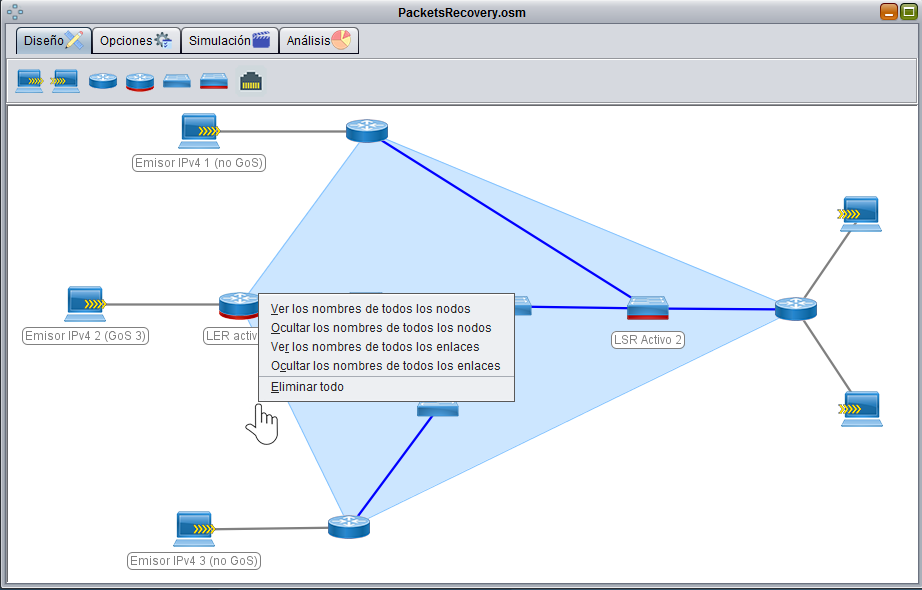 PacketsRecovery.osm
Diseño Opciones Simulación Análisis
Emisor IPv4 1 (no GoS)
Emisor IPv4 2 (GoS 3)
LER activ
Ver los nombres de todos los nodos
Ocultar los nombres de todos los nodos
Ver los nombres de todos los enlaces
Ocultar los nombres de todos los enlaces
Eliminar todo
LSR Activo 2
Emisor IPv4 3 (no GoS)